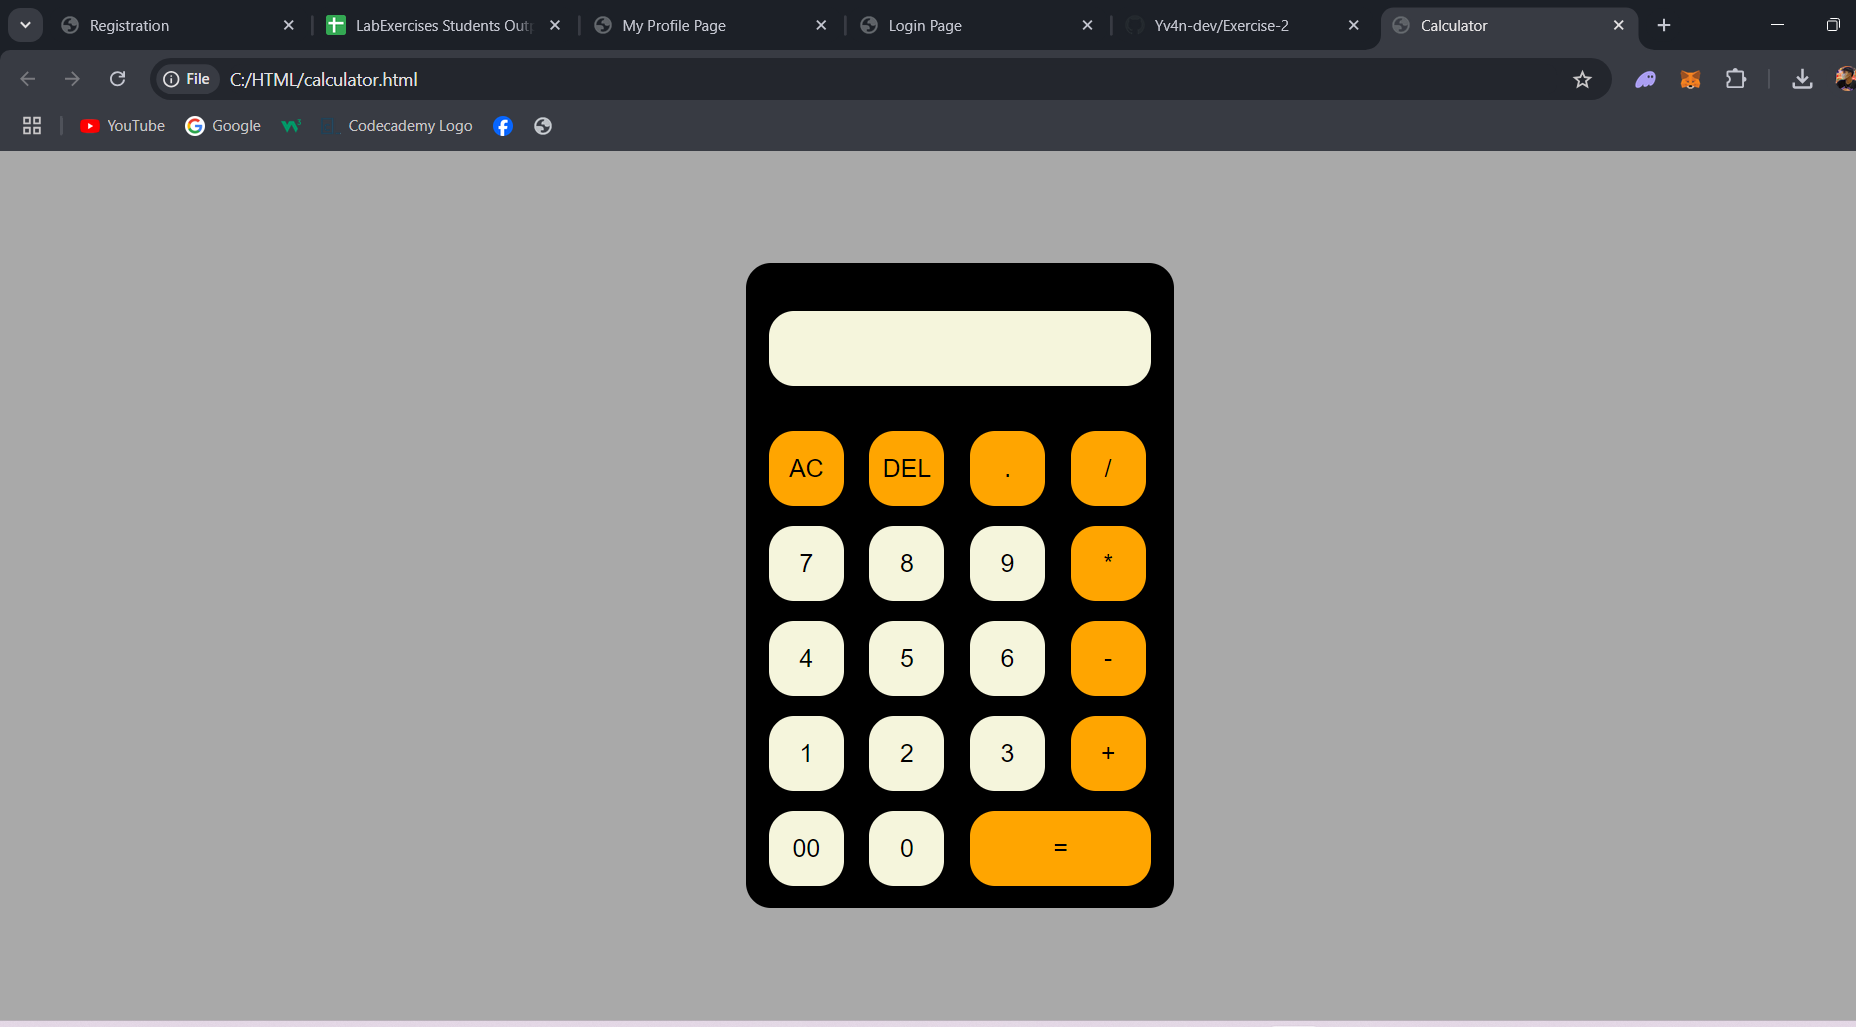 Registration
LabExercises Students Out
My Profile Page
Login Page
Yv4n-dev/Exercise-2
Calculator
File
C:/HTML/calculator.html
YouTube
Google
Codecademy Logo
AC DEL . /
7 8 9 *
4 5 6 -
1 2 3 +
00 0 =